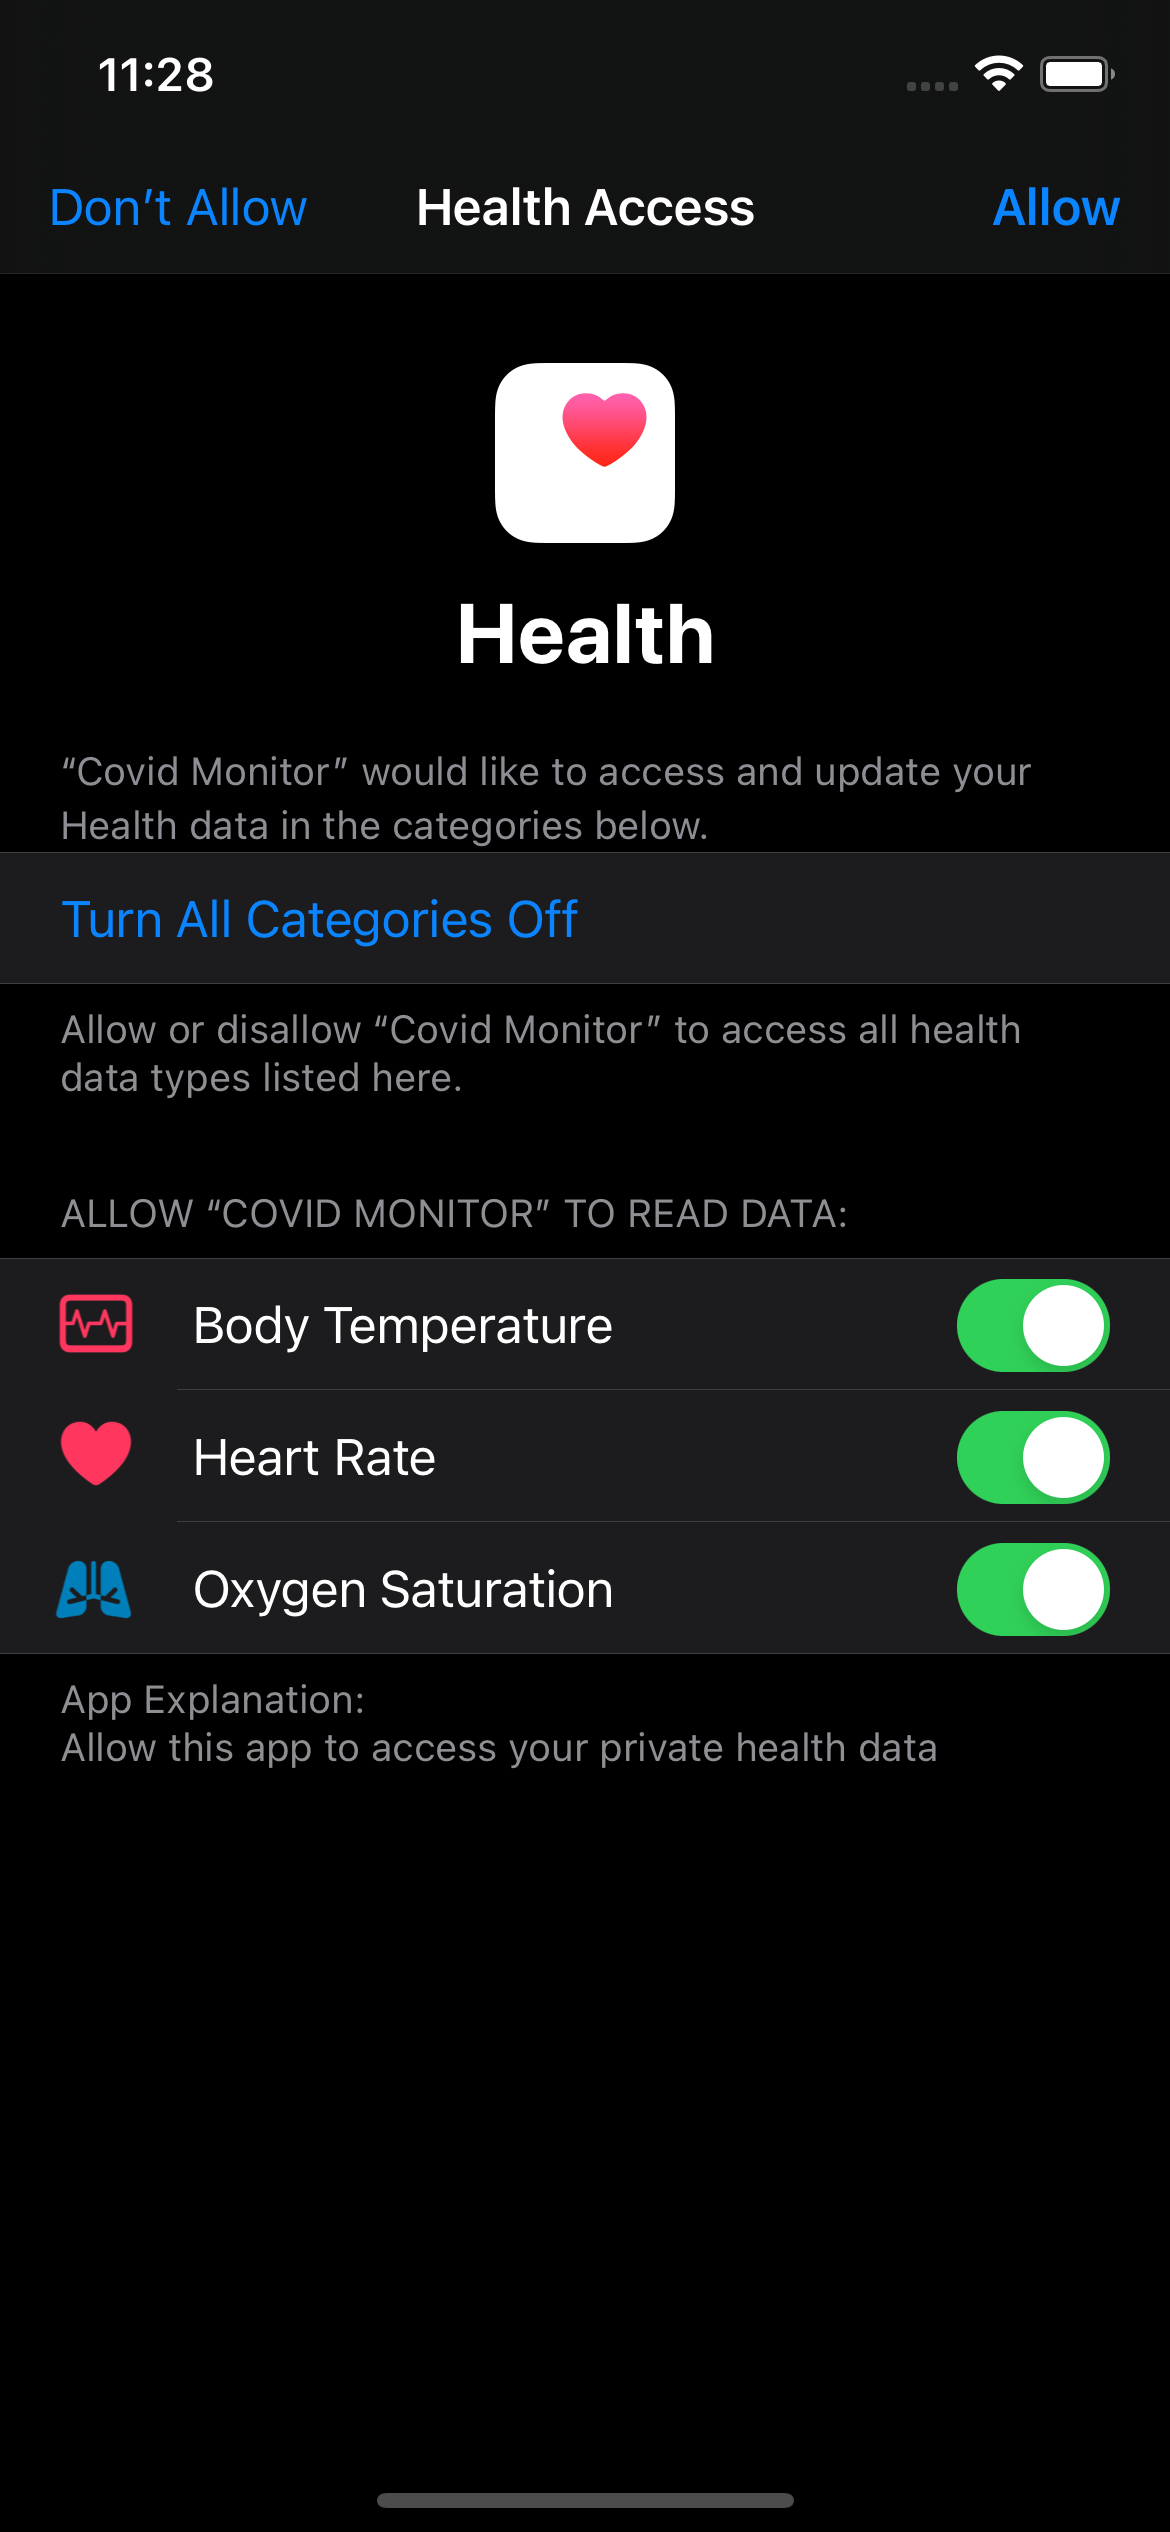 11:28
Don’t Allow
Health Access
Allow
Health
“Covid Monitor” would like to access and update your
Health data in the categories below.
Turn All Categories Off
Allow or disallow “Covid Monitor” to access all health
data types listed here.
ALLOW “COVID MONITOR” TO READ DATA:
Body Temperature
Heart Rate
Oxygen Saturation
App Explanation:
Allow this app to access your private health data